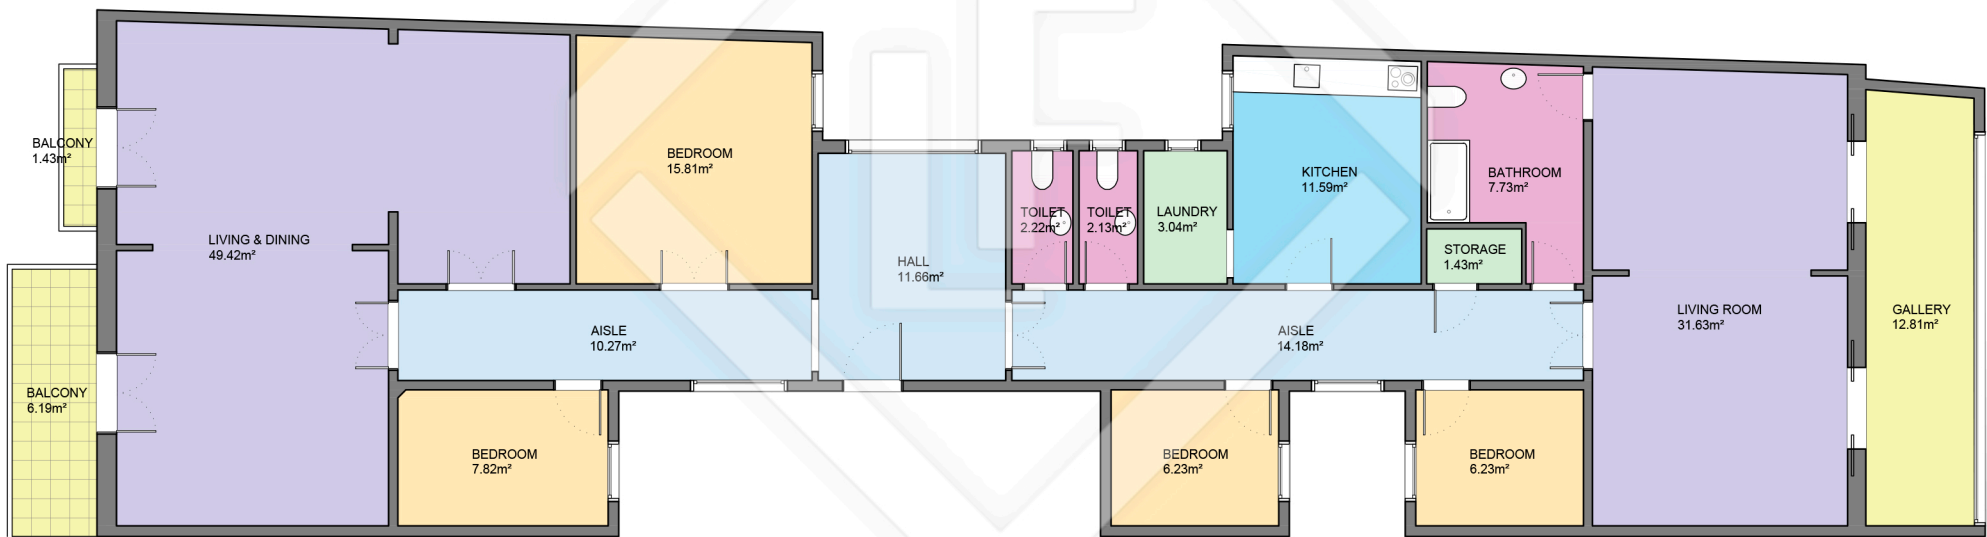 BALCONY
1.43m²
BALCONY
6.19m²
LIVING & DINING
49.42m²
BEDROOM
15.81m²
AISLE
10.27m²
BEDROOM
7.82m²
HALL
11.66m²
TOILET
2.22m²
TOILET
2.13m²
LAUNDRY
3.04m²
KITCHEN
11.59m²
BATHROOM
7.73m²
STORAGE
1.43m²
AISLE
14.18m²
BEDROOM
6.23m²
BEDROOM
6.23m²
LIVING ROOM
31.63m²
GALLERY
12.81m²